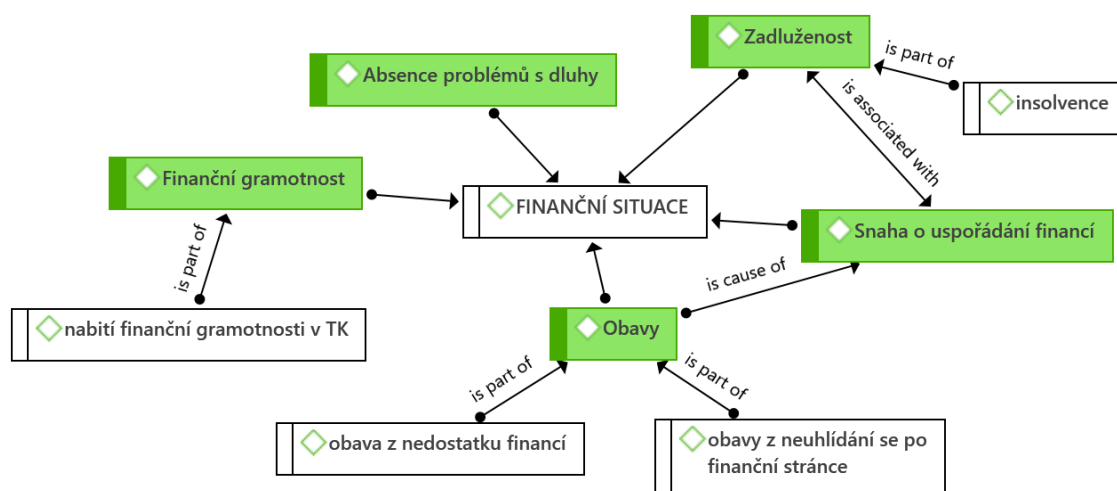 Zadluženost
is part of
Absence problémů s dluhy
insolvence
is associated with
Finanční gramotnost
FINANČNÍ SITUACE
Snaha o uspořádání financí
is part of
is cause of
nabití finanční gramotnosti v TK
Obavy
is part of
is part of
obava z nedostatku financí
obavy z neuhlídání se po
finanční stránce